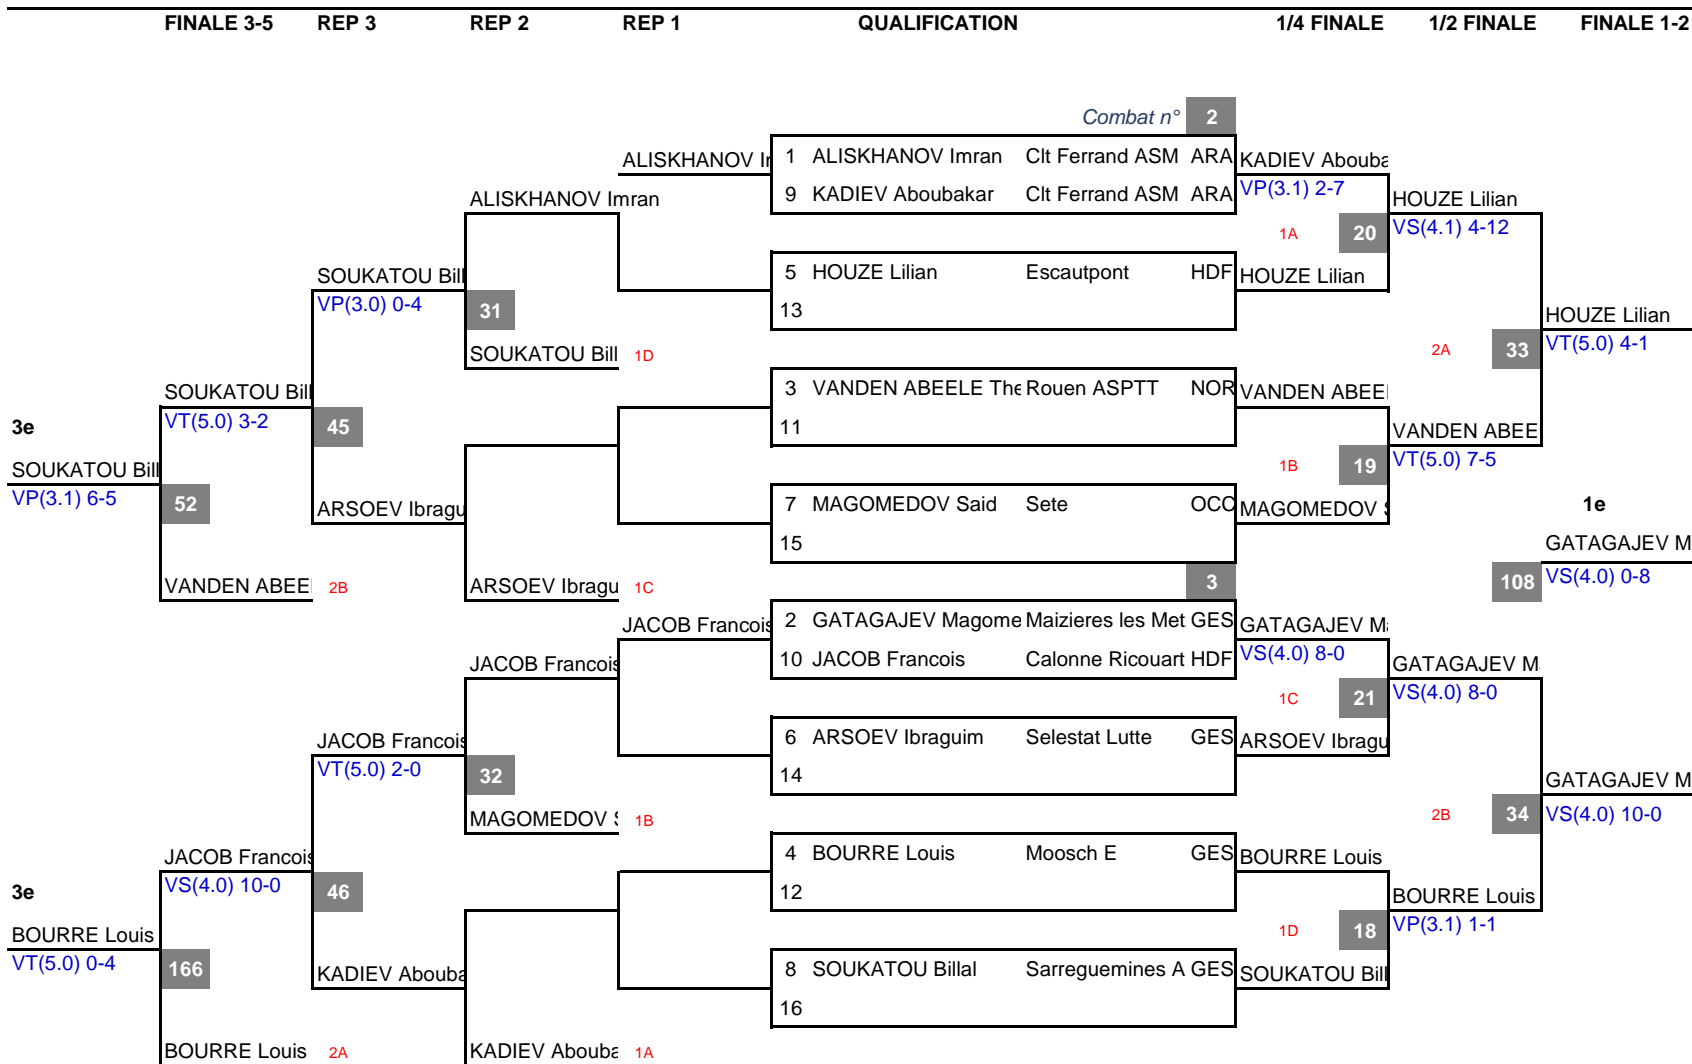 FINALE 3-5 REP 3 REP 2 REP 1 QUALIFICATION 1/4 FINALE 1/2 FINALE FINALE 1-2
Combat n° 2
ALISKHANOV Ir 1 ALISKHANOV Imran Clt Ferrand ASM ARA KADIEV Abouba
9 KADIEV Aboubakar Clt Ferrand ASM ARA VP(3.1) 2-7
ALISKHANOV Imran HOUZE Lilian
1A 20 VS(4.1) 4-12
SOUKATOU Bill 5 HOUZE Lilian Escautpont HDF HOUZE Lilian
VP(3.0) 0-4 31 13
HOUZE Lilian
SOUKATOU Bill 1D 2A 33 VT(5.0) 4-1
SOUKATOU Bill 3 VANDEN ABEELE The Rouen ASPTT NOR VANDEN ABEE
3e VT(5.0) 3-2 45 11 VANDEN ABEE
SOUKATOU Bill 1B 19 VT(5.0) 7-5
VP(3.1) 6-5 52 ARSOEV Ibragu 7 MAGOMEDOV Said Sete OCC MAGOMEDOV S 1e
15 GATAGAJEV M
VANDEN ABEE 2B ARSOEV Ibragu 1C 3 108 VS(4.0) 0-8
JACOB Francois 2 GATAGAJEV Magome Maizieres les Met GES GATAGAJEV M
JACOB Francois 10 JACOB Francois Calonne Ricouart HDF VS(4.0) 8-0 GATAGAJEV M
1C 21 VS(4.0) 8-0
JACOB Francois 6 ARSOEV Ibraguim Selestat Lutte GES ARSOEV Ibragu
VT(5.0) 2-0 32 14 GATAGAJEV M
MAGOMEDOV S 1B 2B 34 VS(4.0) 10-0
JACOB Francois 4 BOURRE Louis Moosch E GES BOURRE Louis
3e VS(4.0) 10-0 46 12 BOURRE Louis
BOURRE Louis 1D 18 VP(3.1) 1-1
VT(5.0) 0-4 166 KADIEV Abouba 8 SOUKATOU Billal Sarreguemines A GES SOUKATOU Bill
16
BOURRE Louis 2A KADIEV Abouba 1A